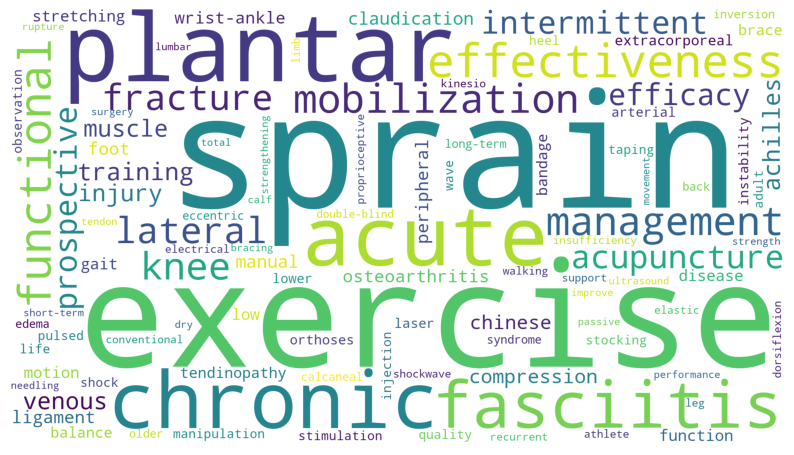 stretching wrist-ankle claudication intermittent inversion
rupture plantar lumbar limb heel extracorporeal brace
effectiveness
observation functional fracture mobilization kinesio efficacy
prospective surgery muscle sprain arterial achilles
foot total strengthening proprioceptive long-term bandage taping instability
training calf peripheral wave movement back adult
injury eccentric double-blind management
tendon lateral acute insufficiency strength
gait electrical bracing manual acupuncture
knee osteoarthritis walking support ultrasound disease
lower exercise improve
short-term pulsed low laser chinese elastic
edema conventional dry orthoses syndrome passive stocking
life motion tendinopathy injection shockwave compression performance dorsiflexion
needling shock calcaneal
venous chronic fasciitis leg
ligament
balance older manipulation stimulation quality recurrent athlete function